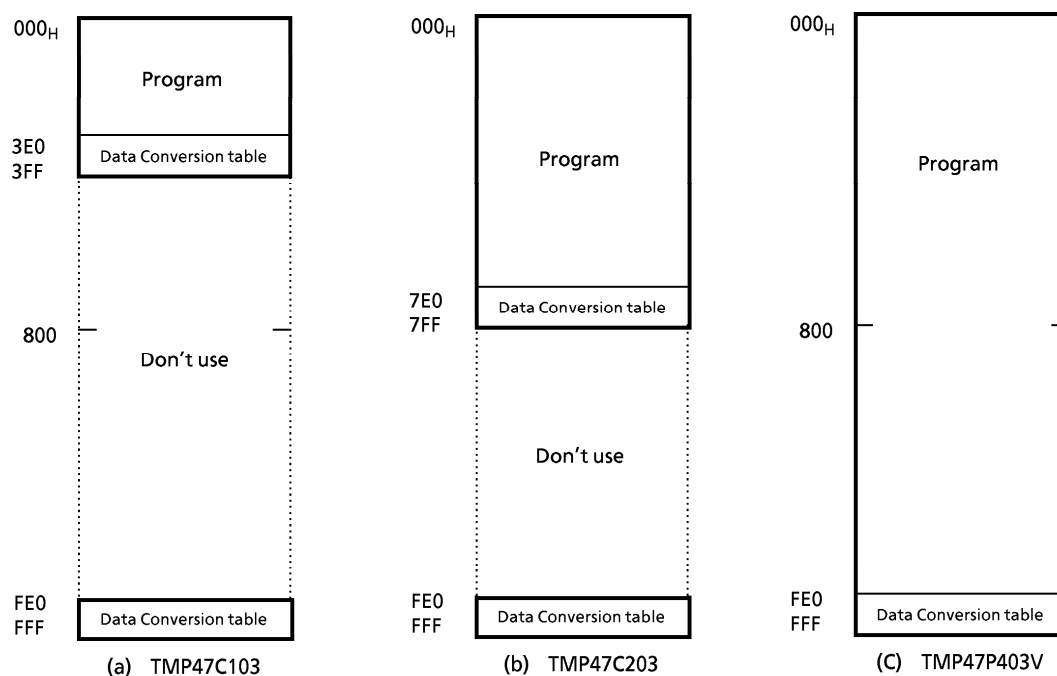 000H
Program
3E0
3FF
Data Conversion table
800
Don't use
FE0
FFF
Data Conversion table
(a) TMP47C103
000H
Program
7E0
7FF
Data Conversion table
Don't use
FE0
FFF
Data Conversion table
(b) TMP47C203
000H
Program
800
FE0
FFF
Data Conversion table
(C) TMP47P403V